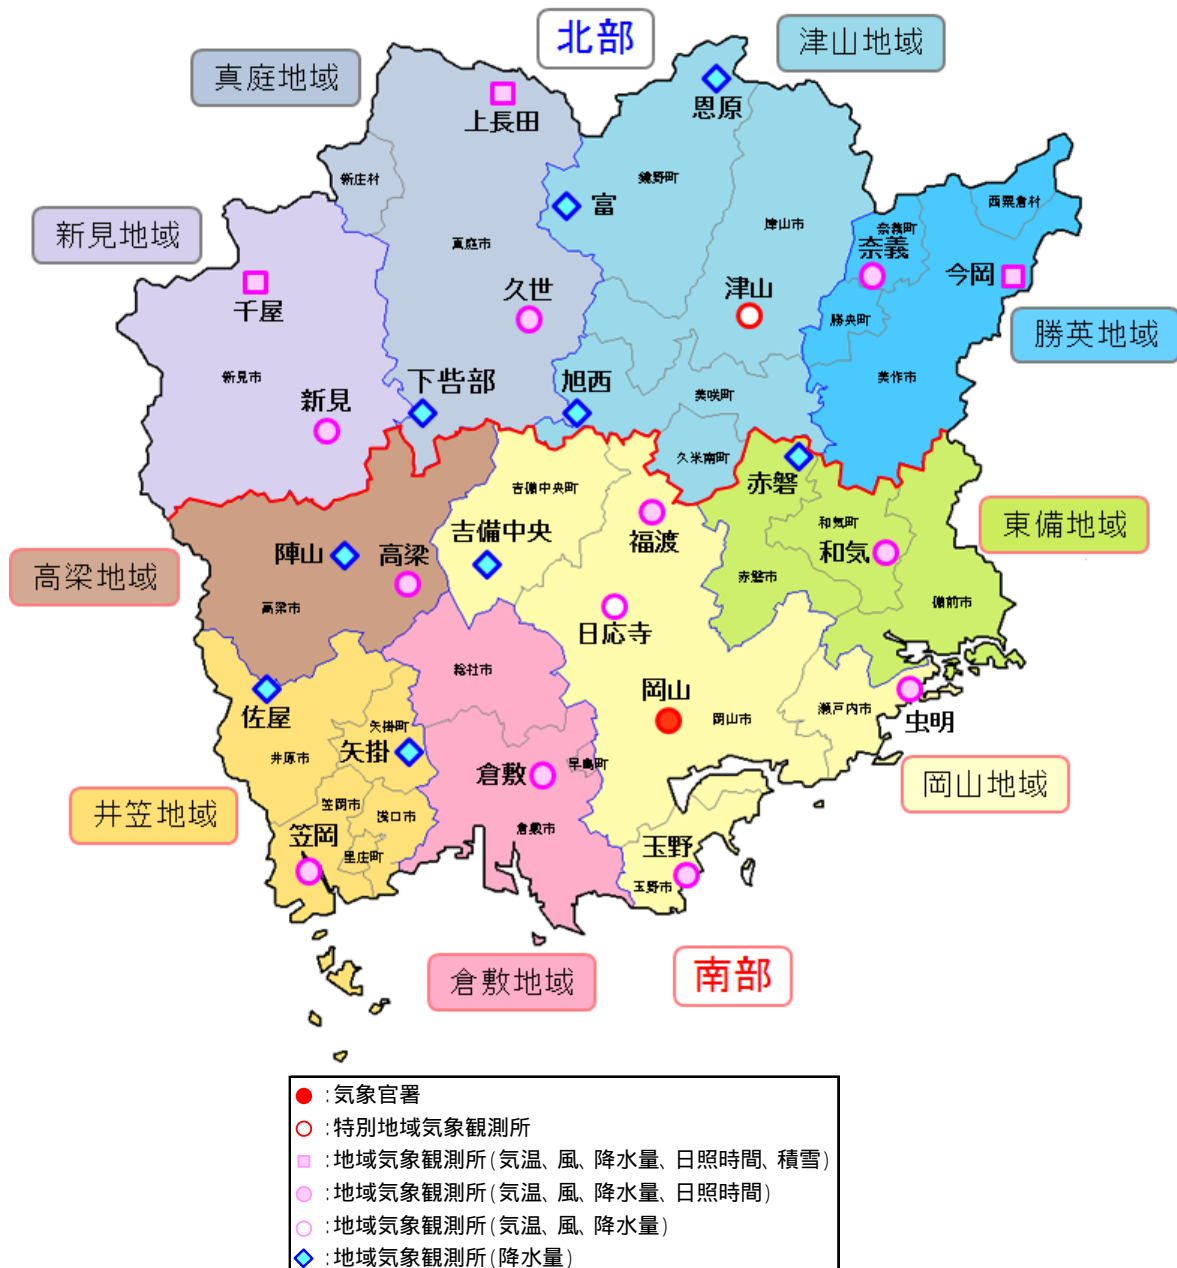 北部
津山地域
真庭地域
恩原
上長田
新庄村
鏡野町
富
西粟倉村
津山市
奈義町
奈義
新見地域
真庭市
今岡
千屋
久世
津山
勝央町
勝英地域
新見市
美作市
下呰部
旭西
美咲町
新見
久米南町
赤磐
吉備中央町
東備地域
和気町
福渡
吉備中央
和気
陣山
高梁
高梁地域
赤磐市
高梁市
備前市
日応寺
総社市
岡山
瀬戸内市
岡山市
佐屋
虫明
矢掛町
矢掛
井原市
早島町
倉敷
岡山地域
笠岡市
井笠地域
浅口市
倉敷市
笠岡
里庄町
玉野
玉野市
倉敷地域
南部
:気象官署
:特別地域気象観測所
:地域気象観測所(気温、風、降水量、日照時間、積雪)
:地域気象観測所(気温、風、降水量、日照時間)
:地域気象観測所(気温、風、降水量)
:地域気象観測所(降水量)